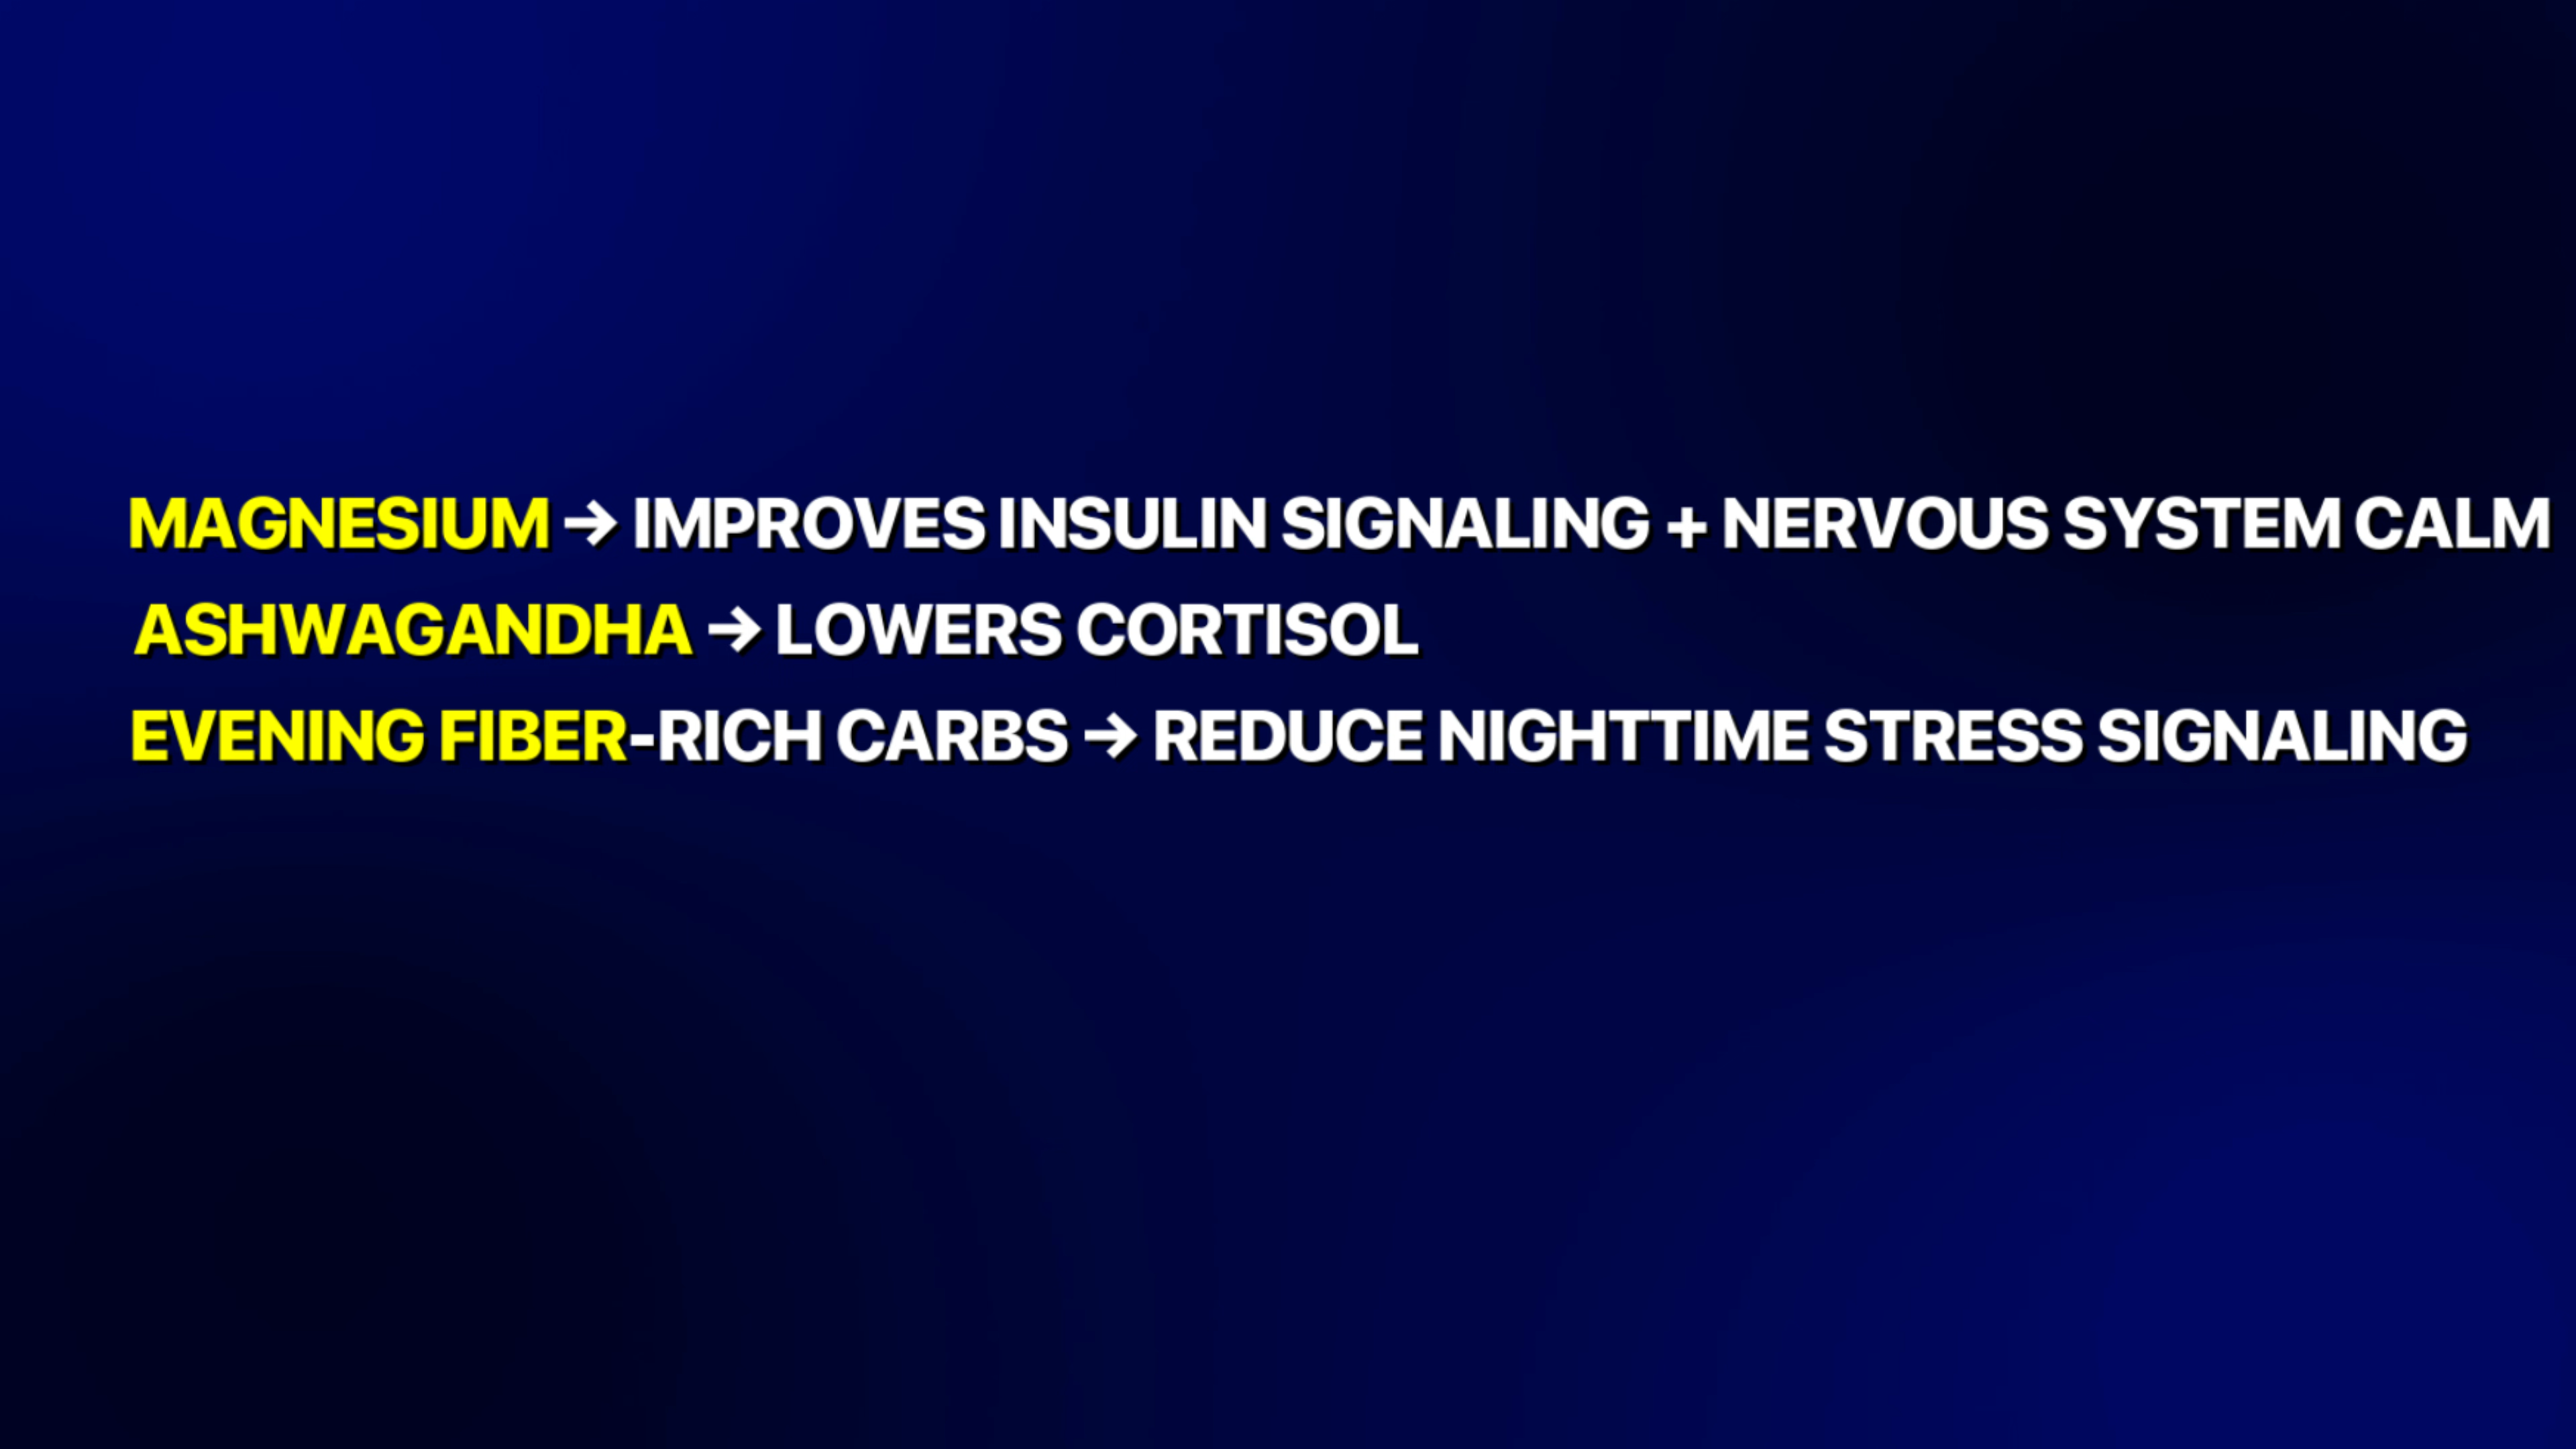 MAGNESIUM → IMPROVES INSULIN SIGNALING + NERVOUS SYSTEM CALM
ASHWAGANDHA → LOWERS CORTISOL
EVENING FIBER-RICH CARBS → REDUCE NIGHTTIME STRESS SIGNALING